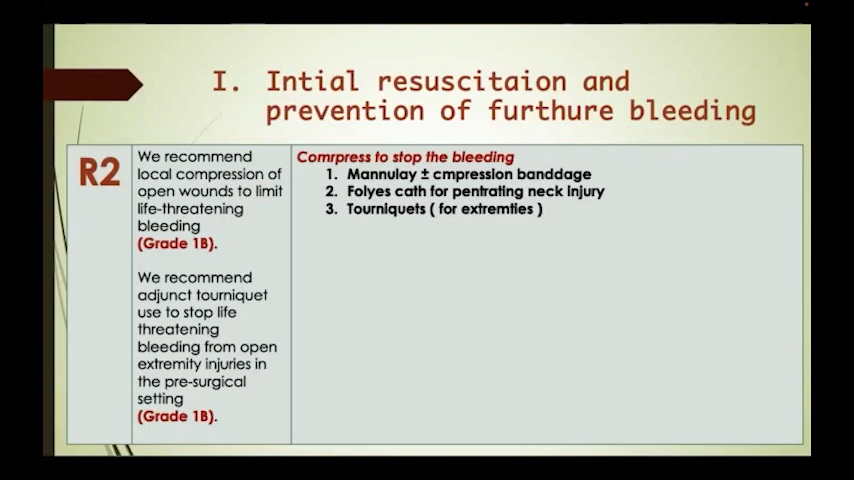 I. Intial resuscitaion and
prevention of furthure bleeding
R2
We recommend
local compression of
open wounds to limit
life-threatening
bleeding
(Grade 1B).
We recommend
adjunct tourniquet
use to stop life
threatening
bleeding from open
extremity injuries in
the pre-surgical
setting
(Grade 1B).
Comrpress to stop the bleeding
1. Mannulay ± cmpression banddage
2. Folyes cath for pentrating neck injury
3. Tourniquets ( for extremties )